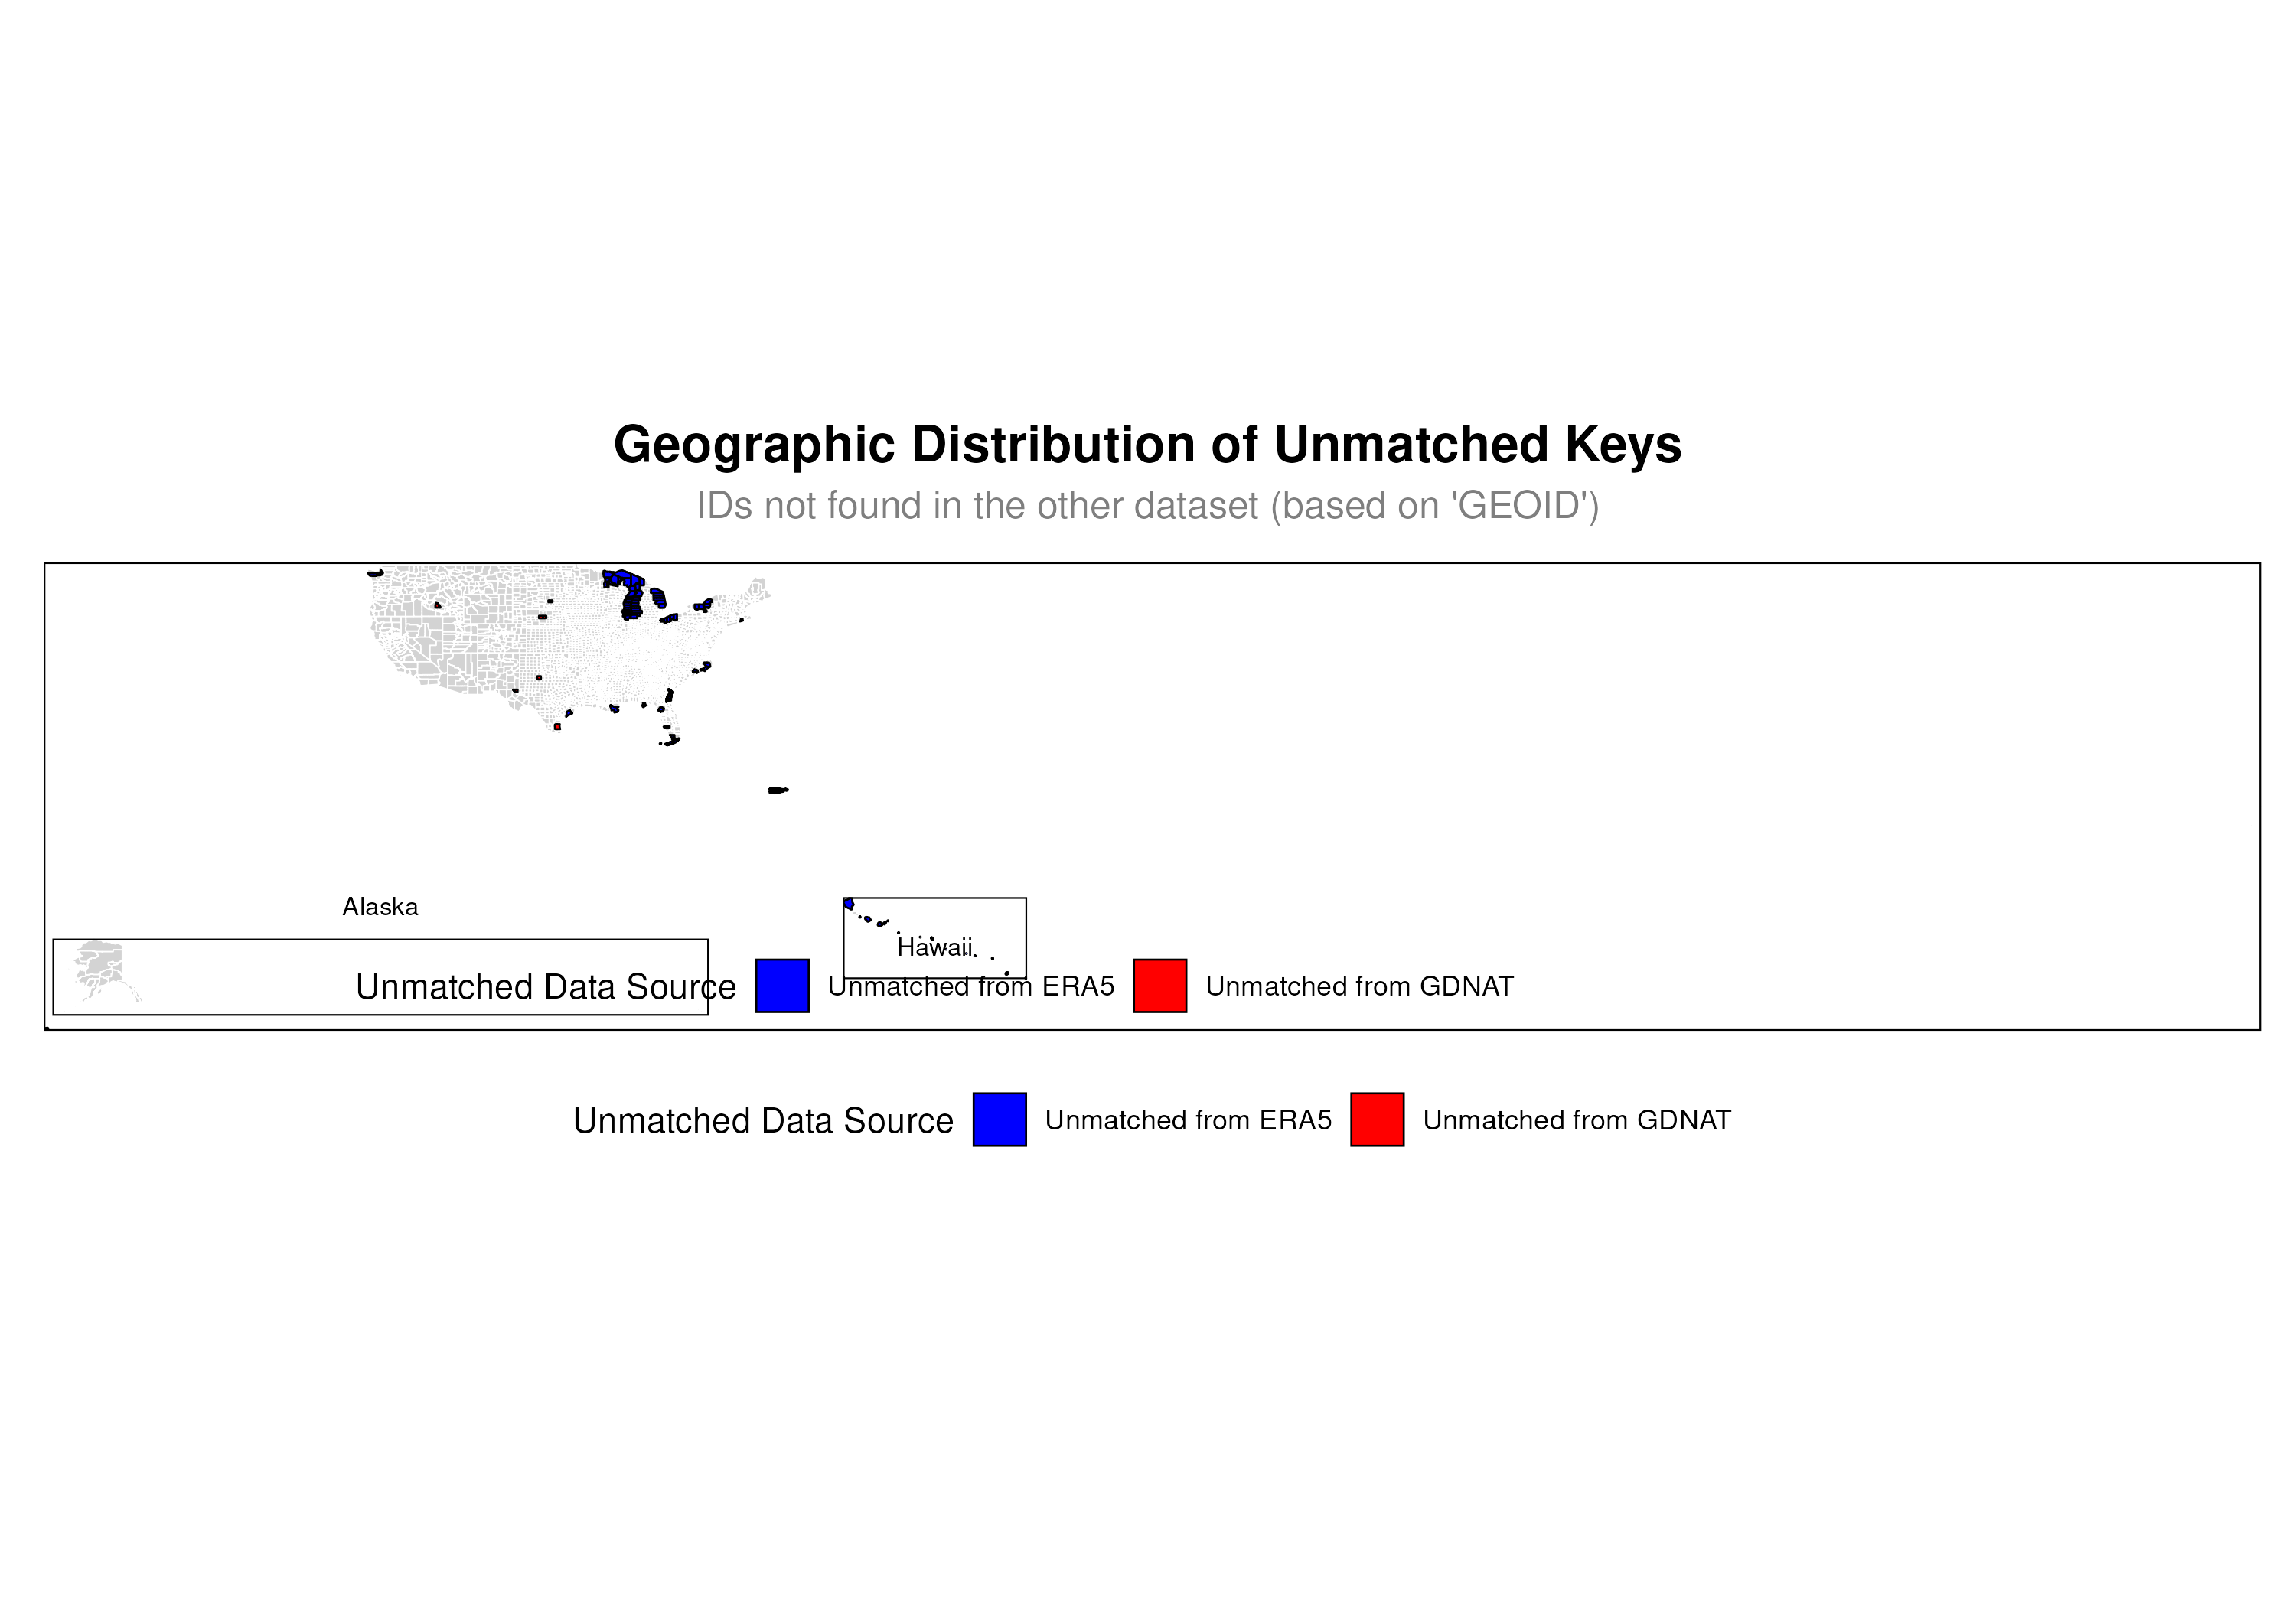 Geographic Distribution of Unmatched Keys
IDs not found in the other dataset (based on 'GEOID')
Alaska
Hawaii
Unmatched Data Source Unmatched from ERA5 Unmatched from GDNAT
Unmatched Data Source Unmatched from ERA5 Unmatched from GDNAT